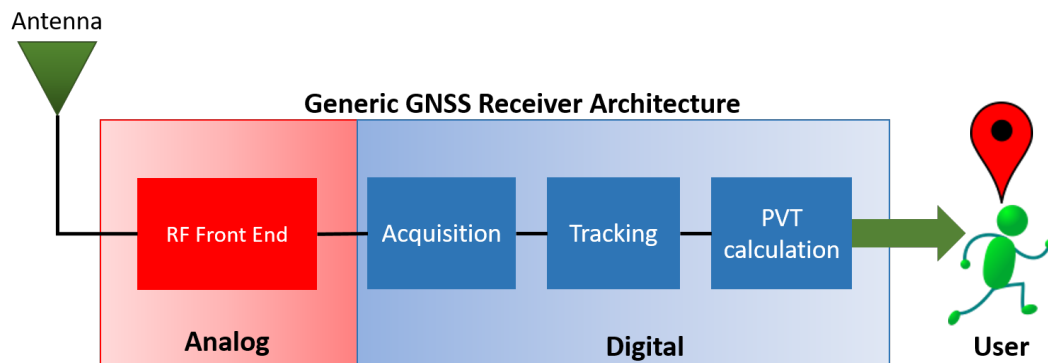 Antenna
Generic GNSS Receiver Architecture
RF Front End
Acquisition
Tracking
PVT
calculation
Analog
Digital
User